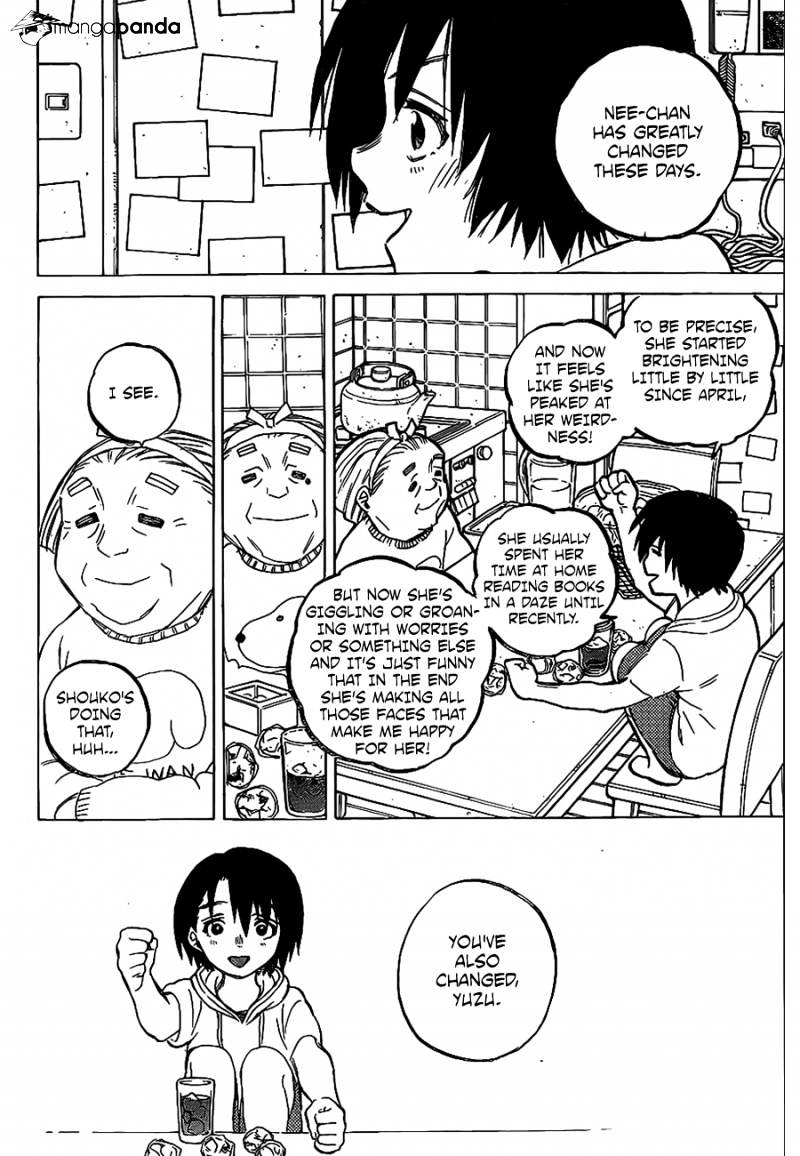 mangapanda
NEE-CHAN
HAS GREATLY
CHANGED
THESE DAYS.
TO BE PRECISE,
SHE STARTED
BRIGHTENING
LITTLE BY LITTLE
SINCE APRIL,
AND NOW
IT FEELS
LIKE SHE'S
PEAKED AT
HER WEIRD-
NESS!
SHE USUALLY
SPENT HER
TIME AT HOME
READING BOOKS
IN A DAZE UNTIL
RECENTLY.
BUT NOW SHE'S
GIGGLING OR GROAN-
ING WITH WORRIES
OR SOMETHING ELSE
AND IT'S JUST FUNNY
THAT IN THE END
SHE'S MAKING ALL
THOSE FACES THAT
MAKE ME HAPPY
FOR HER!
I SEE.
SHOUKO'S
DOING
THAT,
HUH...
WAN
YOU'VE
ALSO
CHANGED,
YUZU.